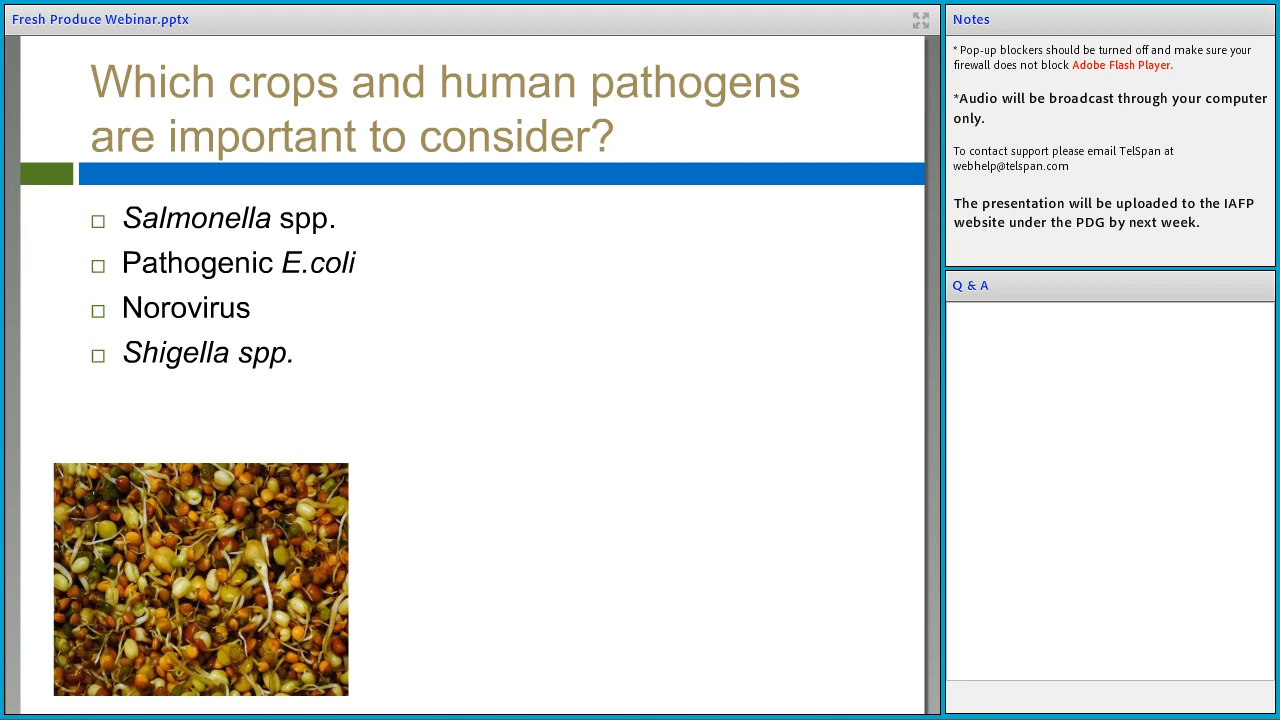 Fresh Produce Webinar.pptx
Which crops and human pathogens
are important to consider?
Salmonella spp.
Pathogenic E.coli
Norovirus
Shigella spp.
Notes
* Pop-up blockers should be turned off and make sure your
firewall does not block Adobe Flash Player.
*Audio will be broadcast through your computer
only.
To contact support please email TelSpan at
webhelp@telspan.com
The presentation will be uploaded to the IAFP
website under the PDG by next week.
Q & A